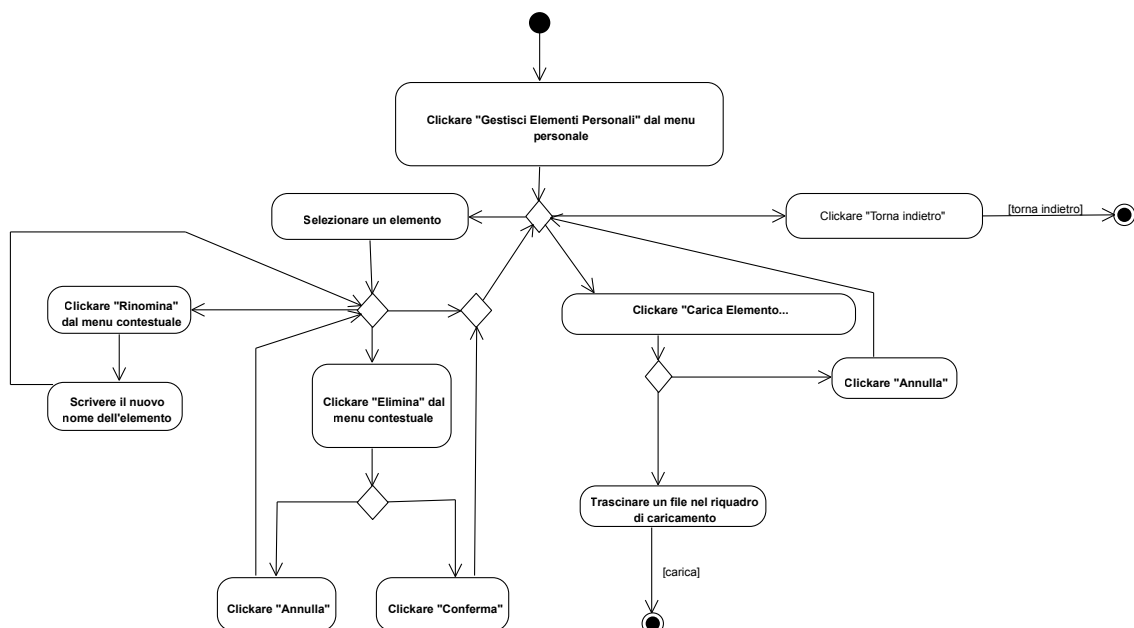 Clickare "Gestisci Elementi Personali" dal menu
personale
Selezionare un elemento
Clickare "Torna indietro"
[torna indietro]
Clickare "Rinomina"
dal menu contestuale
Clickare "Carica Elemento...
Scrivere il nuovo
nome dell'elemento
Clickare "Elimina" dal
menu contestuale
Clickare "Annulla"
Trascinare un file nel riquadro
di caricamento
[carica]
Clickare "Annulla"
Clickare "Conferma"